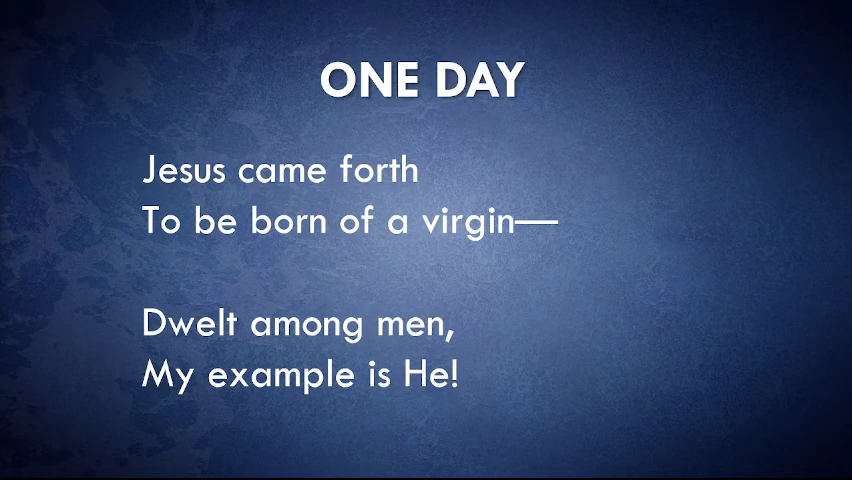 ONE DAY
Jesus came forth
To be born of a virgin—
Dwelt among men,
My example is He!